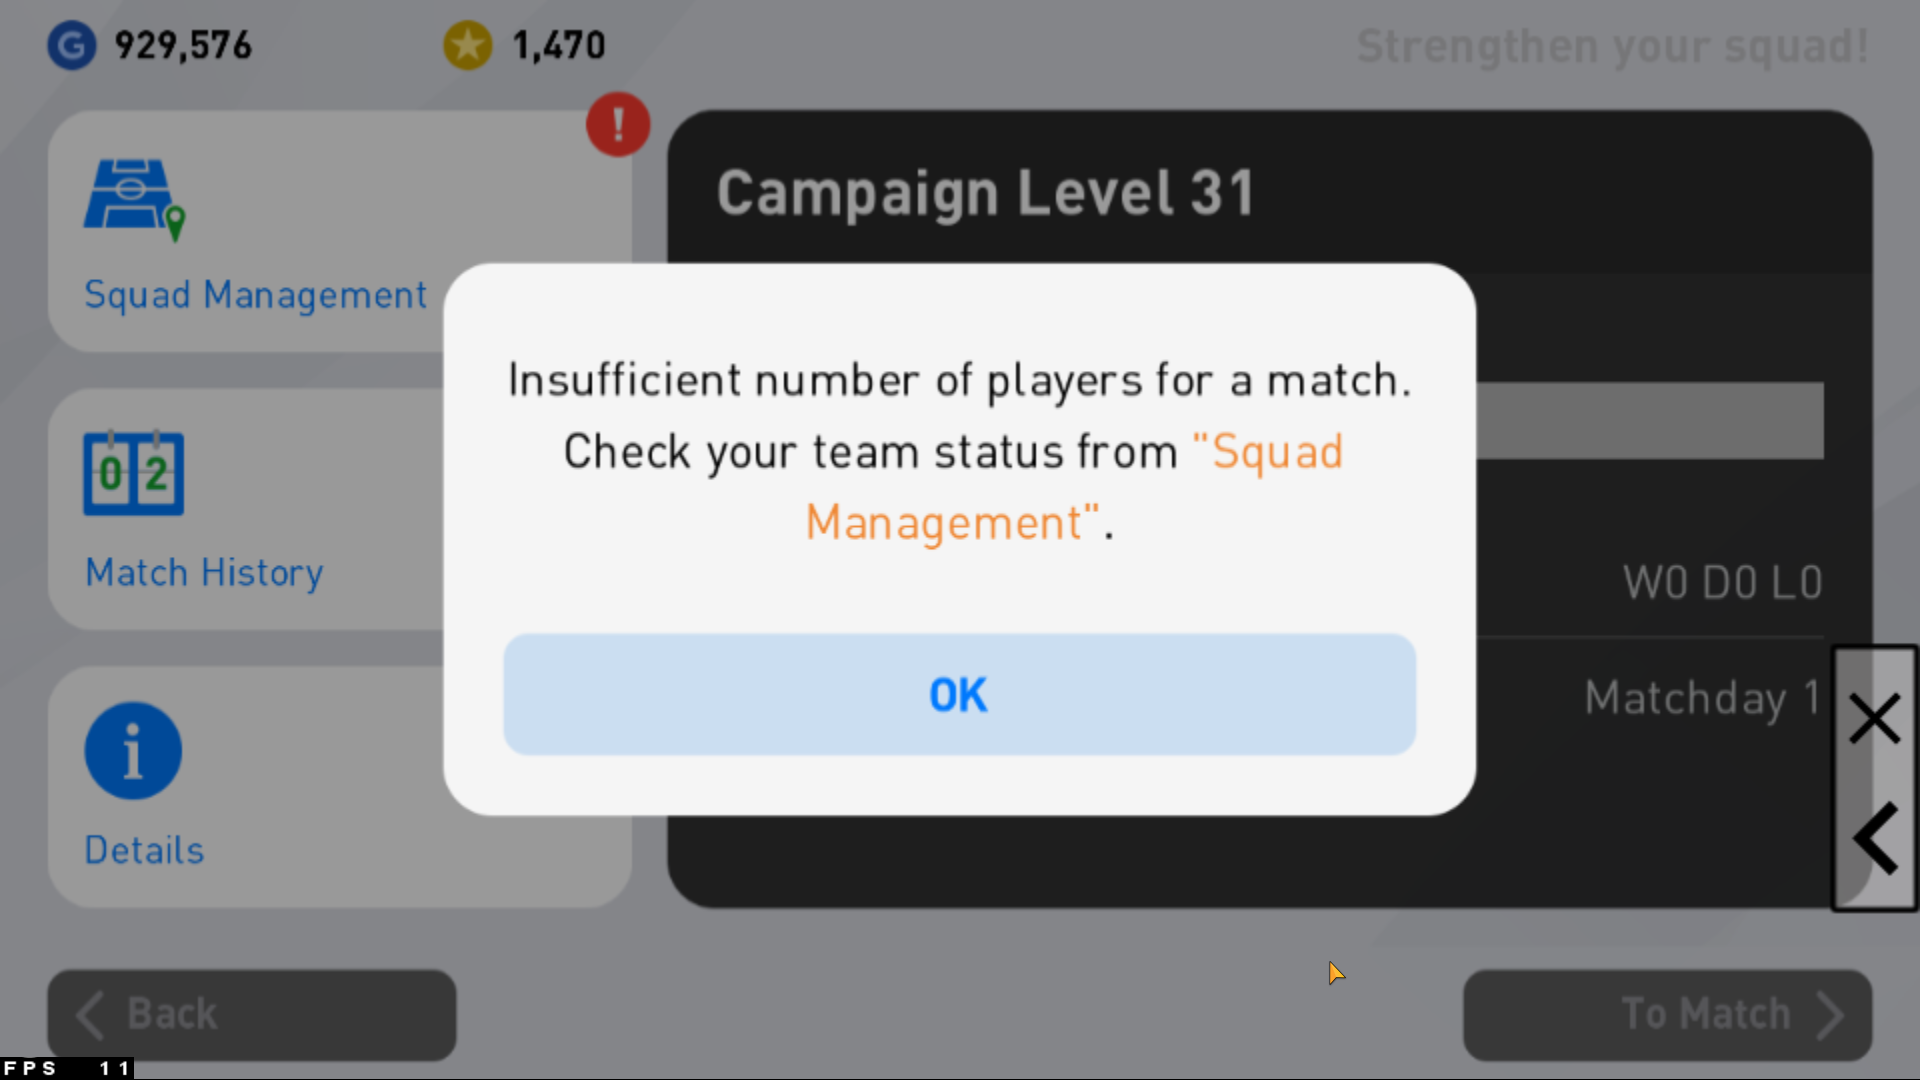 G 929,576
1,470
Strengthen your squad!
!
Squad Management
Campaign Level 31
Insufficient number of players for a match.
Check your team status from "Squad
Management".
OK
02
Match History
W0 D0 L0
Matchday 1
i
Details
Back
To Match
FPS 11